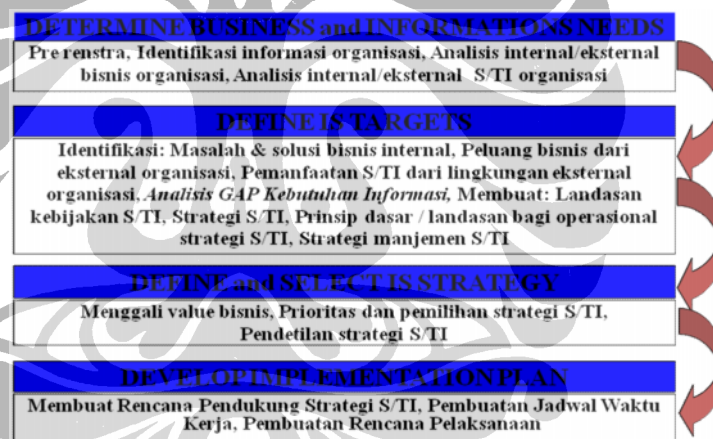 DETERMINE BUSINESS and INFORMATIONS NEEDS
Pre renstra, Identifikasi informasi organisasi, Analisis internal/eksternal
bisnis organisasi, Analisis internal/eksternal S/TI organisasi
DEFINE IS TARGETS
Identifikasi: Masalah & solusi bisnis internal, Peluang bisnis dari
eksternal organisasi, Pemanfaatan S/TI dari lingkungan eksternal
organisasi, Analisis GAP Kebutuhan Informasi, Membuat: Landasan
kebijakan S/TI, Strategi S/TI, Prinsip dasar / landasan bagi operasional
strategi S/TI, Strategi manjemen S/TI
DEFINE and SELECT IS STRATEGY
Menggali value bisnis, Prioritas dan pemilihan strategi S/TI,
Pendetilan strategi S/TI
DEVELOP IMPLEMENTATION PLAN
Membuat Rencana Pendukung Strategi S/TI, Pembuatan Jadwal Waktu
Kerja, Pembuatan Rencana Pelaksanaan